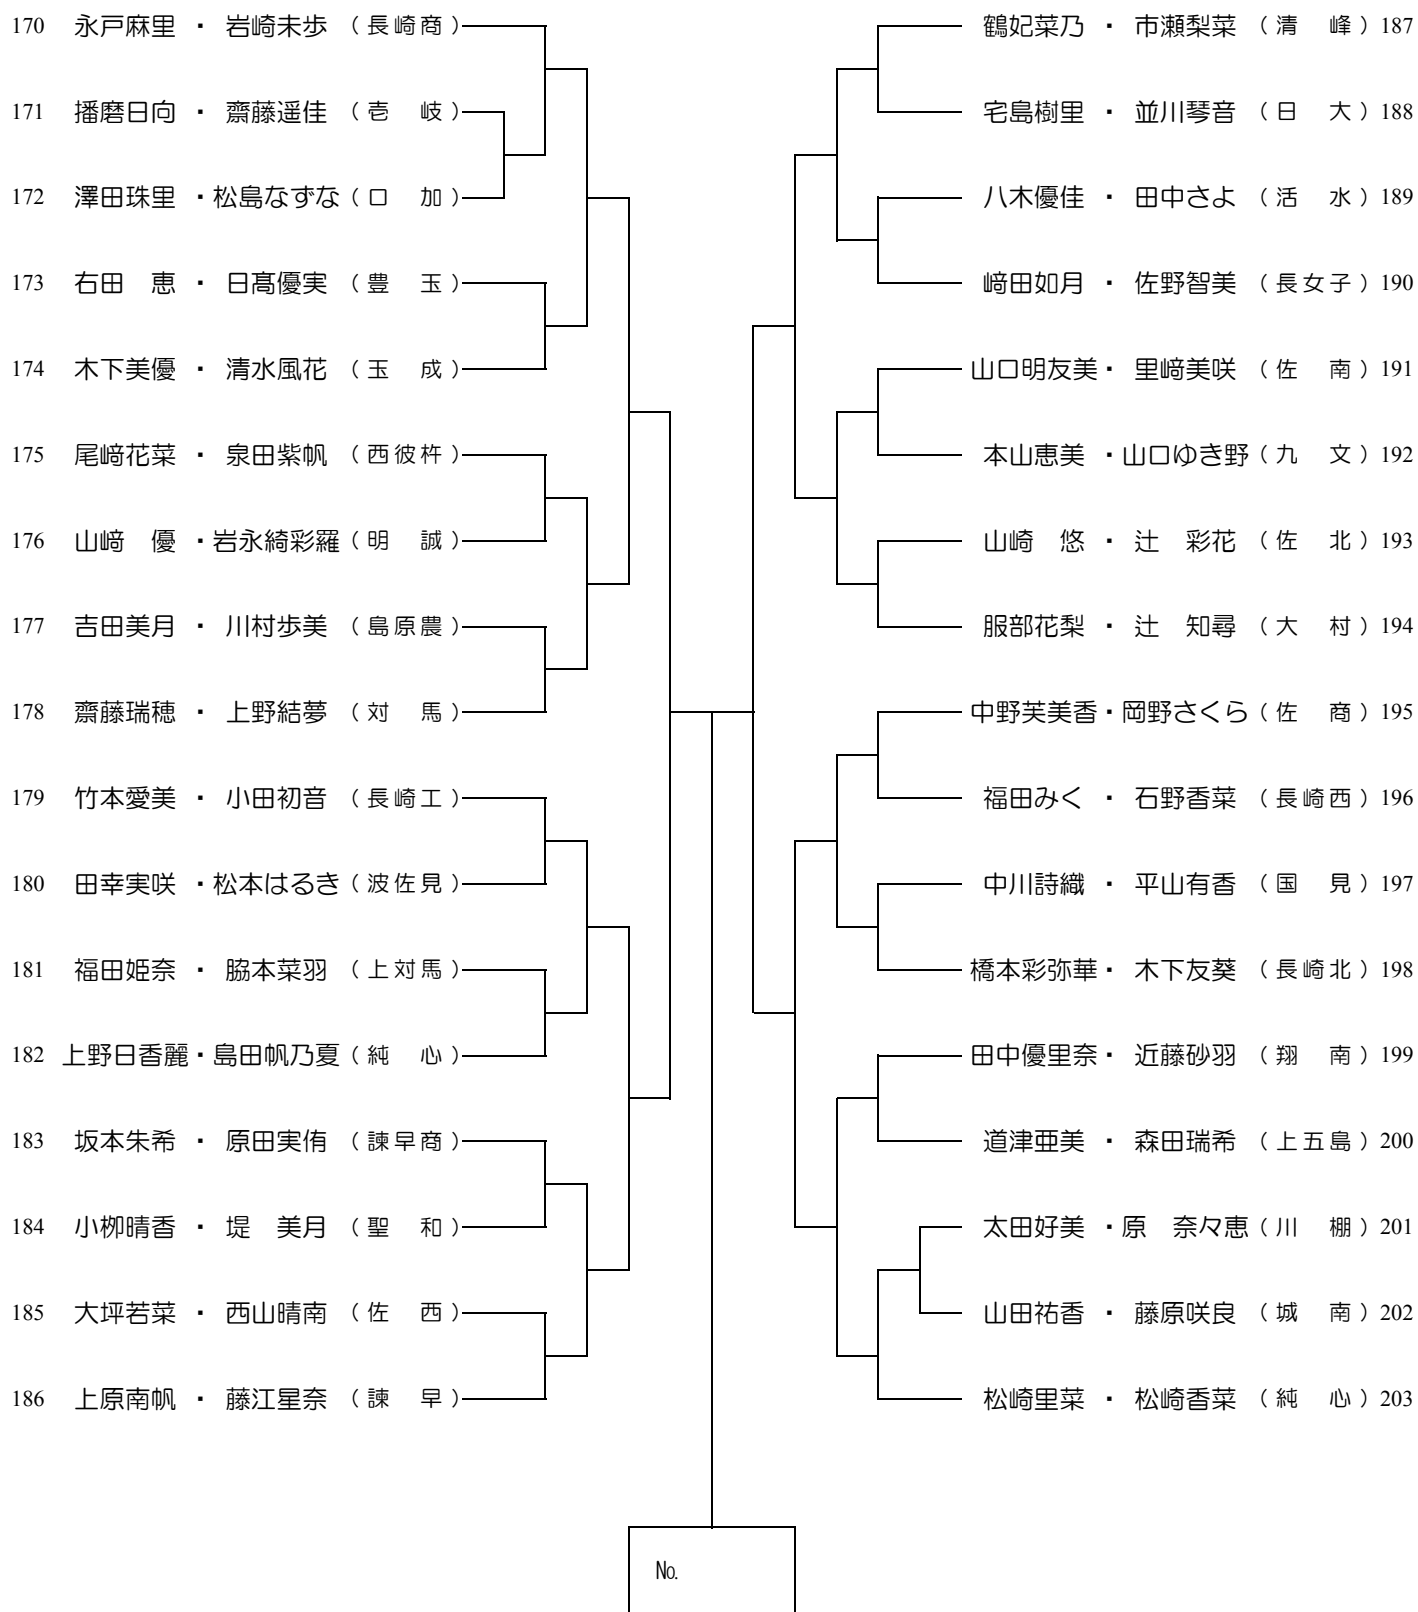 170 永戸麻里 ・ 岩崎未歩 （長崎商）
171 播磨日向 ・ 齋藤遥佳 （壱　岐）
172 澤田珠里 ・松島なずな（口　加）
173 右田　恵 ・ 日髙優実 （豊　玉）
174 木下美優 ・ 清水風花 （玉　成）
175 尾﨑花菜 ・ 泉田紫帆 （西彼杵）
176 山﨑　優 ・岩永綺彩羅（明　誠）
177 吉田美月 ・ 川村歩美 （島原農）
178 齋藤瑞穂 ・ 上野結夢 （対　馬）
179 竹本愛美 ・ 小田初音 （長崎工）
180 田幸実咲 ・松本はるき（波佐見）
181 福田姫奈 ・ 脇本菜羽 （上対馬）
182 上野日香麗・島田帆乃夏（純　心）
183 坂本朱希 ・ 原田実侑 （諫早商）
184 小栁晴香 ・ 堤　美月 （聖　和）
185 大坪若菜 ・ 西山晴南 （佐　西）
186 上原南帆 ・ 藤江星奈 （諫　早）
鶴妃菜乃 ・ 市瀬梨菜 （清　峰）187
宅島樹里 ・ 並川琴音 （日　大）188
八木優佳 ・ 田中さよ （活　水）189
﨑田如月 ・ 佐野智美 （長女子）190
山口明友美・ 里﨑美咲 （佐　南）191
本山恵美 ・山口ゆき野（九　文）192
山崎　悠 ・ 辻　彩花 （佐　北）193
服部花梨 ・ 辻　知尋 （大　村）194
中野芙美香・岡野さくら（佐　商）195
福田みく ・ 石野香菜 （長崎西）196
中川詩織 ・ 平山有香 （国　見）197
橋本彩弥華・ 木下友葵 （長崎北）198
田中優里奈・ 近藤砂羽 （翔　南）199
道津亜美 ・ 森田瑞希 （上五島）200
太田好美 ・原　奈々恵（川　棚）201
山田祐香 ・ 藤原咲良 （城　南）202
松崎里菜 ・ 松崎香菜 （純　心）203
№